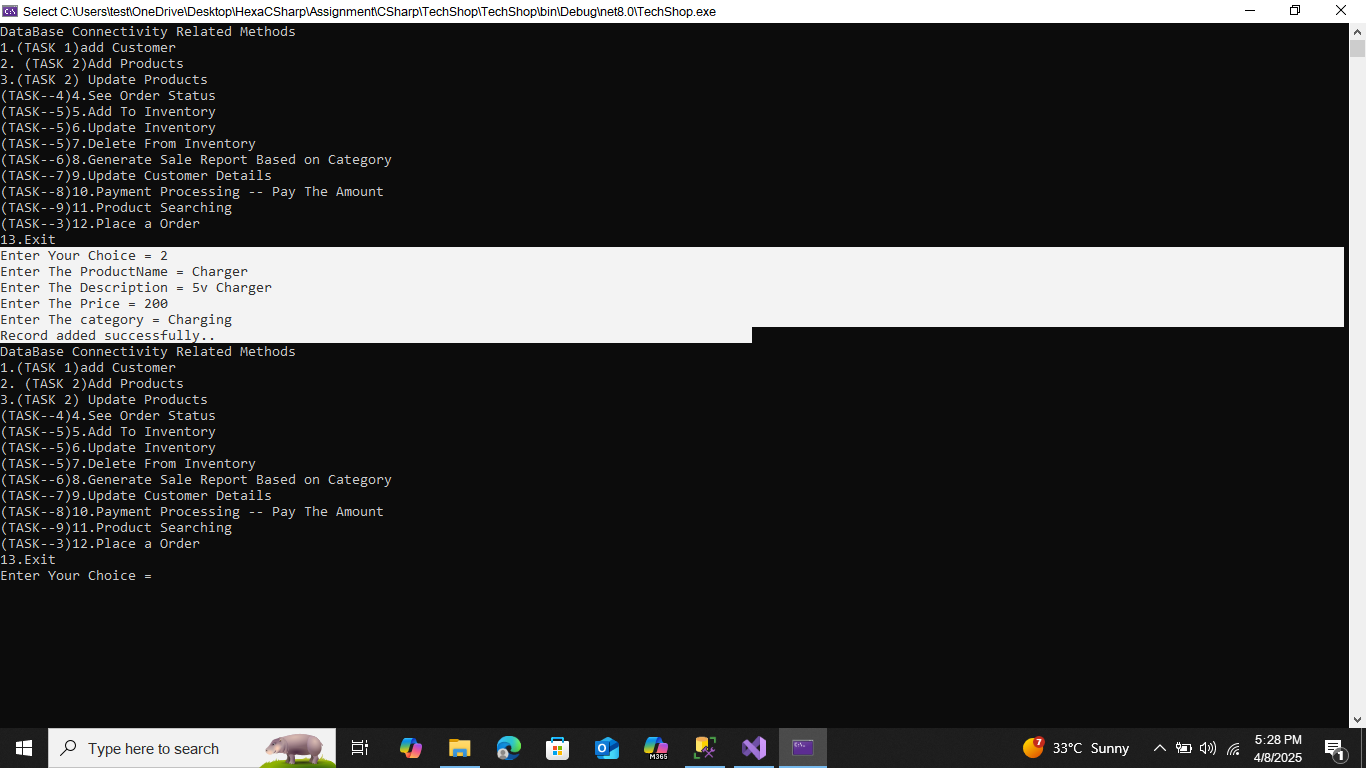 Select C:\Users\test\OneDrive\Desktop\HexaCSharp\Assignment\CSharp\TechShop\TechShop\bin\Debug\net8.0\TechShop.exe
DataBase Connectivity Related Methods
1.(TASK 1)add Customer
2. (TASK 2)Add Products
3.(TASK 2) Update Products
(TASK--4)4.See Order Status
(TASK--5)5.Add To Inventory
(TASK--5)6.Update Inventory
(TASK--5)7.Delete From Inventory
(TASK--6)8.Generate Sale Report Based on Category
(TASK--7)9.Update Customer Details
(TASK--8)10.Payment Processing -- Pay The Amount
(TASK--9)11.Product Searching
(TASK--3)12.Place a Order
13.Exit
Enter Your Choice = 2
Enter The ProductName = Charger
Enter The Description = 5v Charger
Enter The Price = 200
Enter The category = Charging
Record added successfully..
DataBase Connectivity Related Methods
1.(TASK 1)add Customer
2. (TASK 2)Add Products
3.(TASK 2) Update Products
(TASK--4)4.See Order Status
(TASK--5)5.Add To Inventory
(TASK--5)6.Update Inventory
(TASK--5)7.Delete From Inventory
(TASK--6)8.Generate Sale Report Based on Category
(TASK--7)9.Update Customer Details
(TASK--8)10.Payment Processing -- Pay The Amount
(TASK--9)11.Product Searching
(TASK--3)12.Place a Order
13.Exit
Enter Your Choice =
Type here to search
M365
7
33°C Sunny
5:28 PM
4/8/2025
1